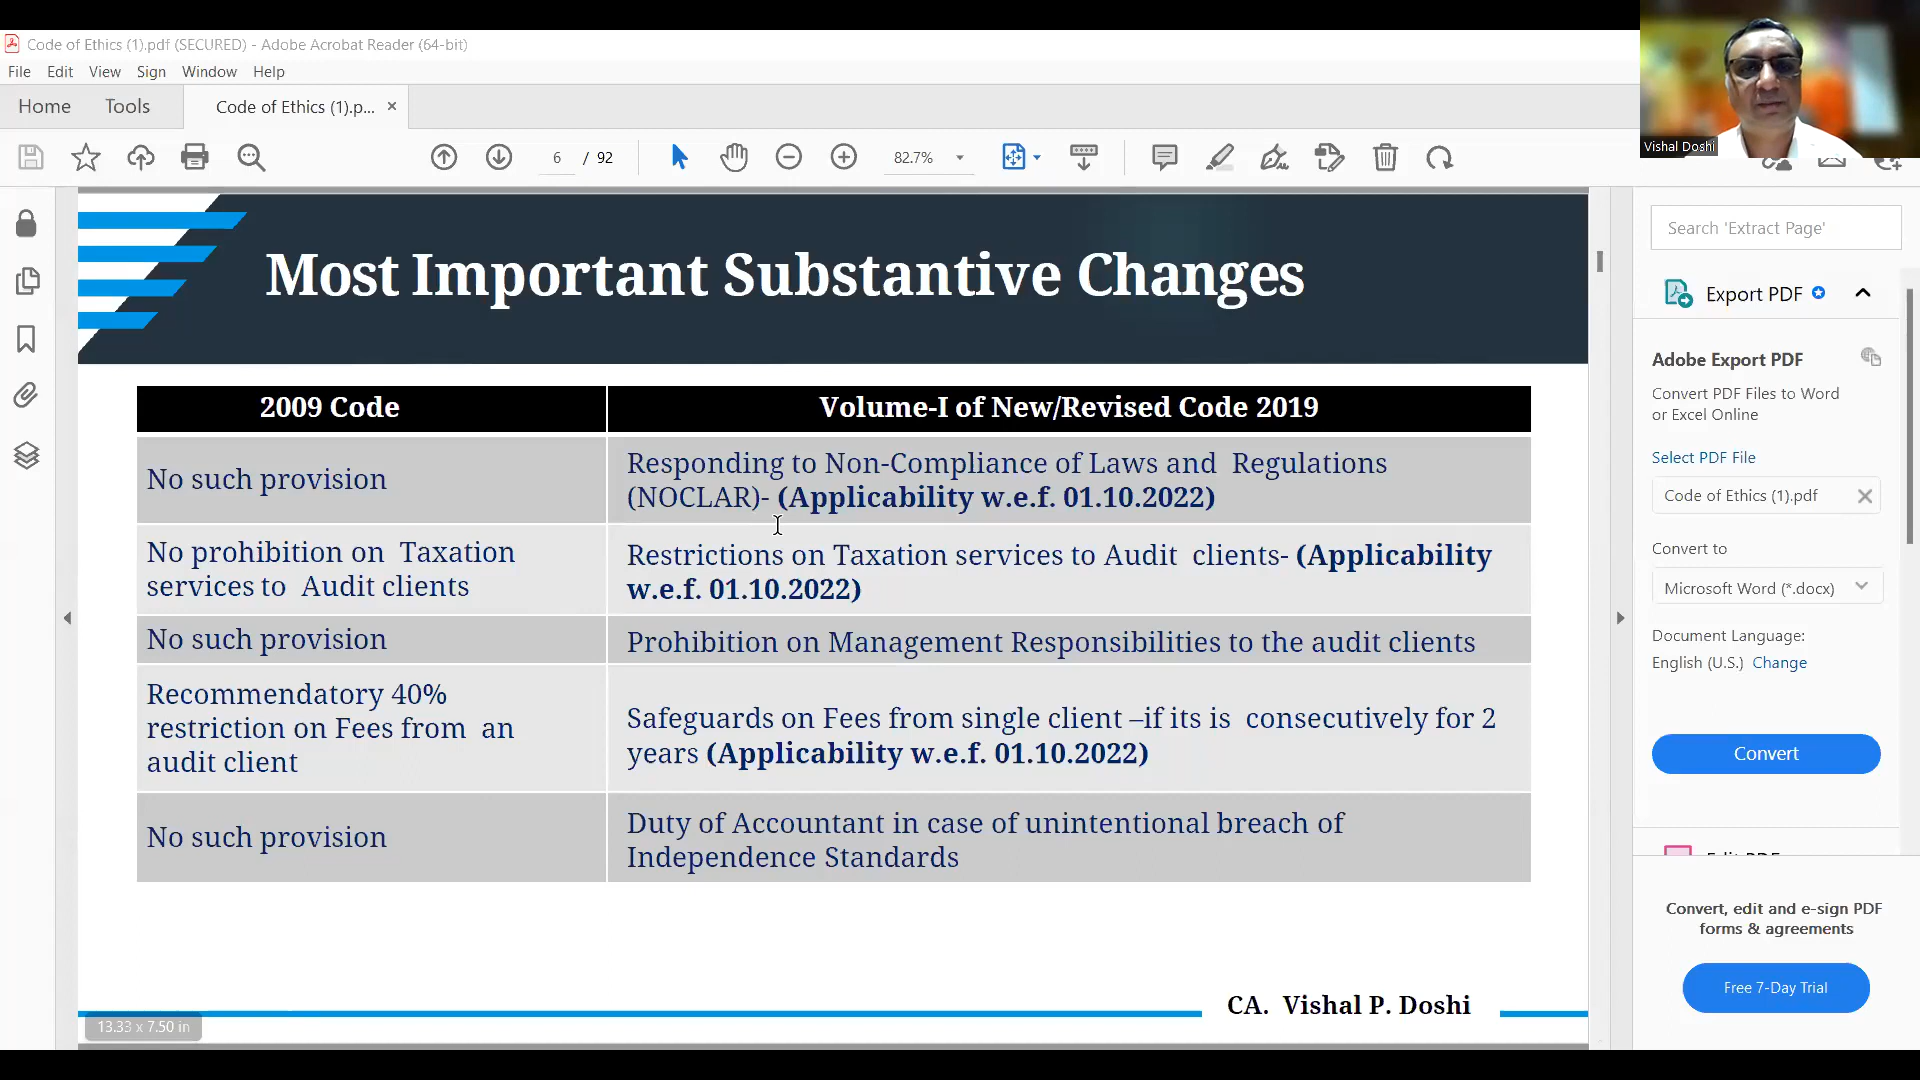 Code of Ethics (1).pdf (SECURED) - Adobe Acrobat Reader (64-bit)
File Edit View Sign Window Help
Home Tools Code of Ethics (1).p... ×
6 / 92 82.7%
Vishal Doshi
Most Important Substantive Changes
2009 Code Volume-I of New/Revised Code 2019
No such provision
Responding to Non-Compliance of Laws and Regulations
(NOCLAR)- (Applicability w.e.f. 01.10.2022)
No prohibition on Taxation
services to Audit clients
Restrictions on Taxation services to Audit clients- (Applicability
w.e.f. 01.10.2022)
No such provision
Prohibition on Management Responsibilities to the audit clients
Recommendatory 40%
restriction on Fees from an
audit client
Safeguards on Fees from single client –if its is consecutively for 2
years (Applicability w.e.f. 01.10.2022)
No such provision
Duty of Accountant in case of unintentional breach of
Independence Standards
CA. Vishal P. Doshi
13.33 x 7.50 in
Search 'Extract Page'
Export PDF
Adobe Export PDF
Convert PDF Files to Word
or Excel Online
Select PDF File
Code of Ethics (1).pdf
Convert to
Microsoft Word (*.docx)
Document Language:
English (U.S.) Change
Convert
Convert, edit and e-sign PDF
forms & agreements
Free 7-Day Trial